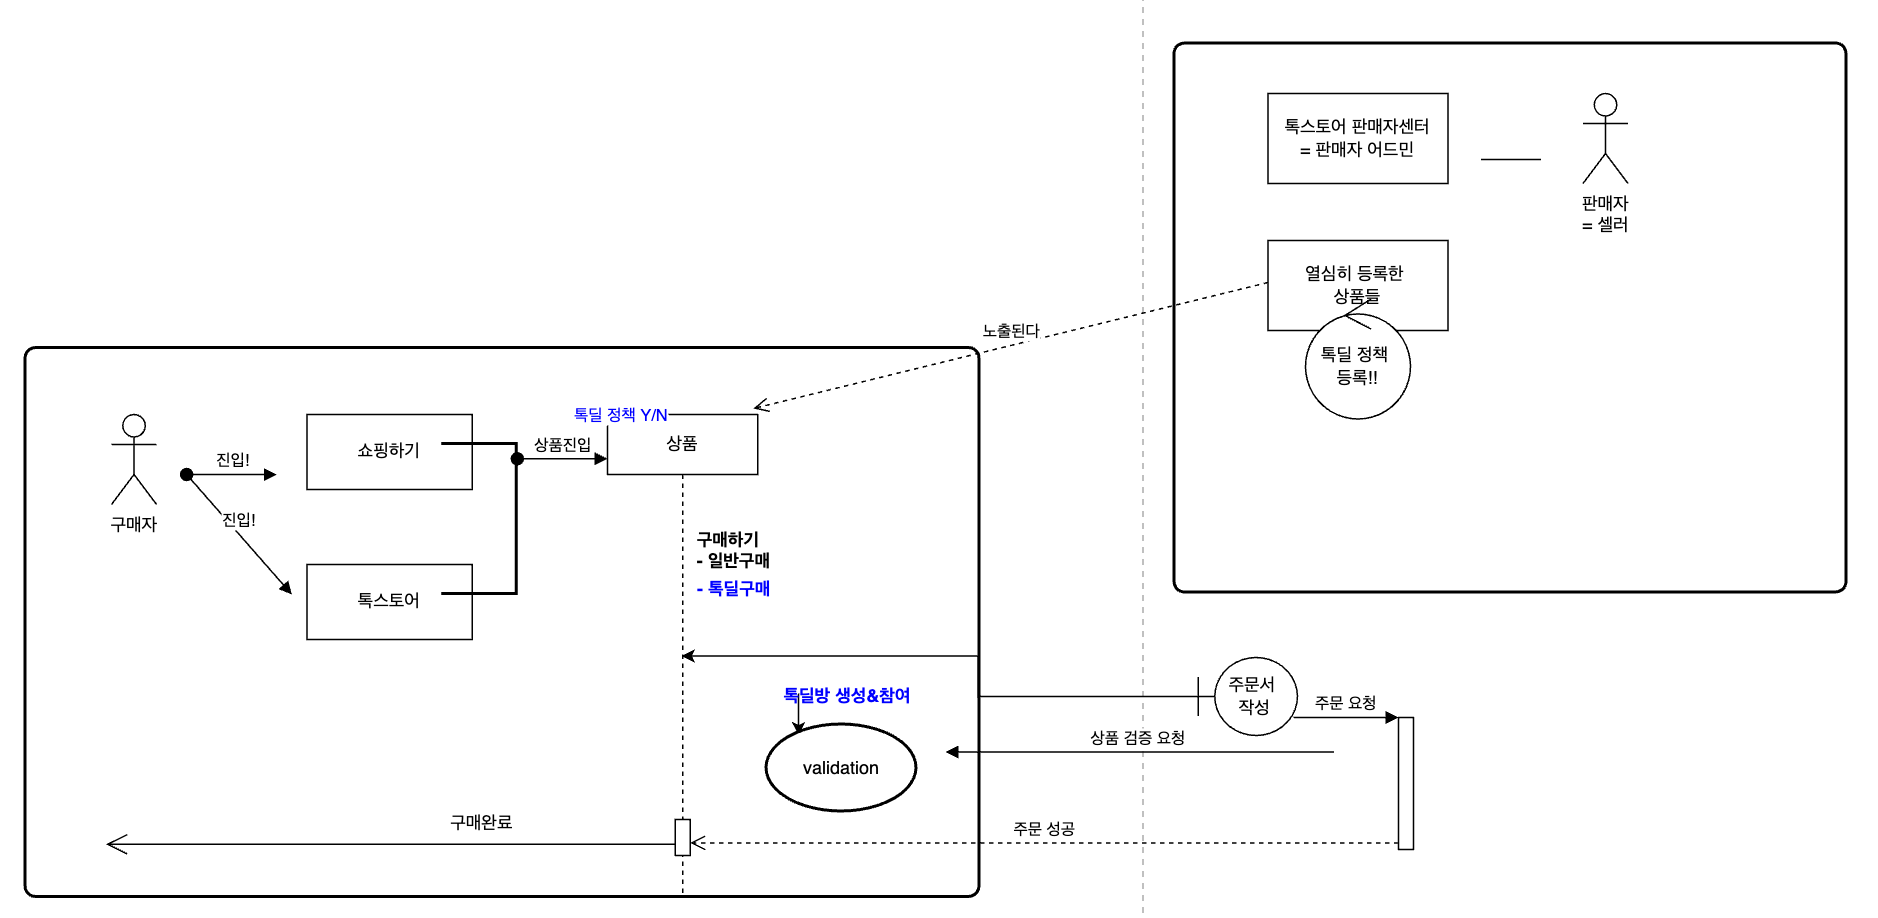 톡스토어 판매자센터
= 판매자 어드민
판매자
= 셀러
열심히 등록한
상품들
톡딜 정책
등록!!
노출된다
구매자
진입!
진입!
쇼핑하기
톡스토어
상품진입
톡딜 정책 Y/N
상품
구매하기
- 일반구매
- 톡딜구매
톡딜방 생성&참여
validation
주문서
작성
주문 요청
상품 검증 요청
주문 성공
구매완료